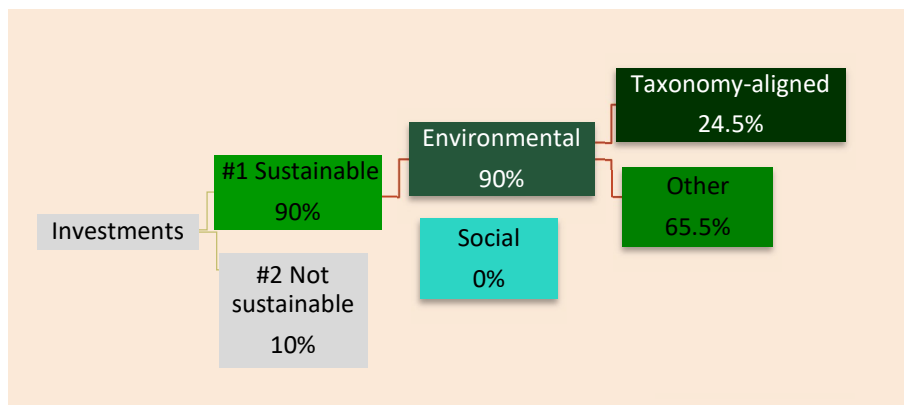 Investments
#1 Sustainable
90%
#2 Not
sustainable
10%
Environmental
90%
Social
0%
Taxonomy-aligned
24.5%
Other
65.5%